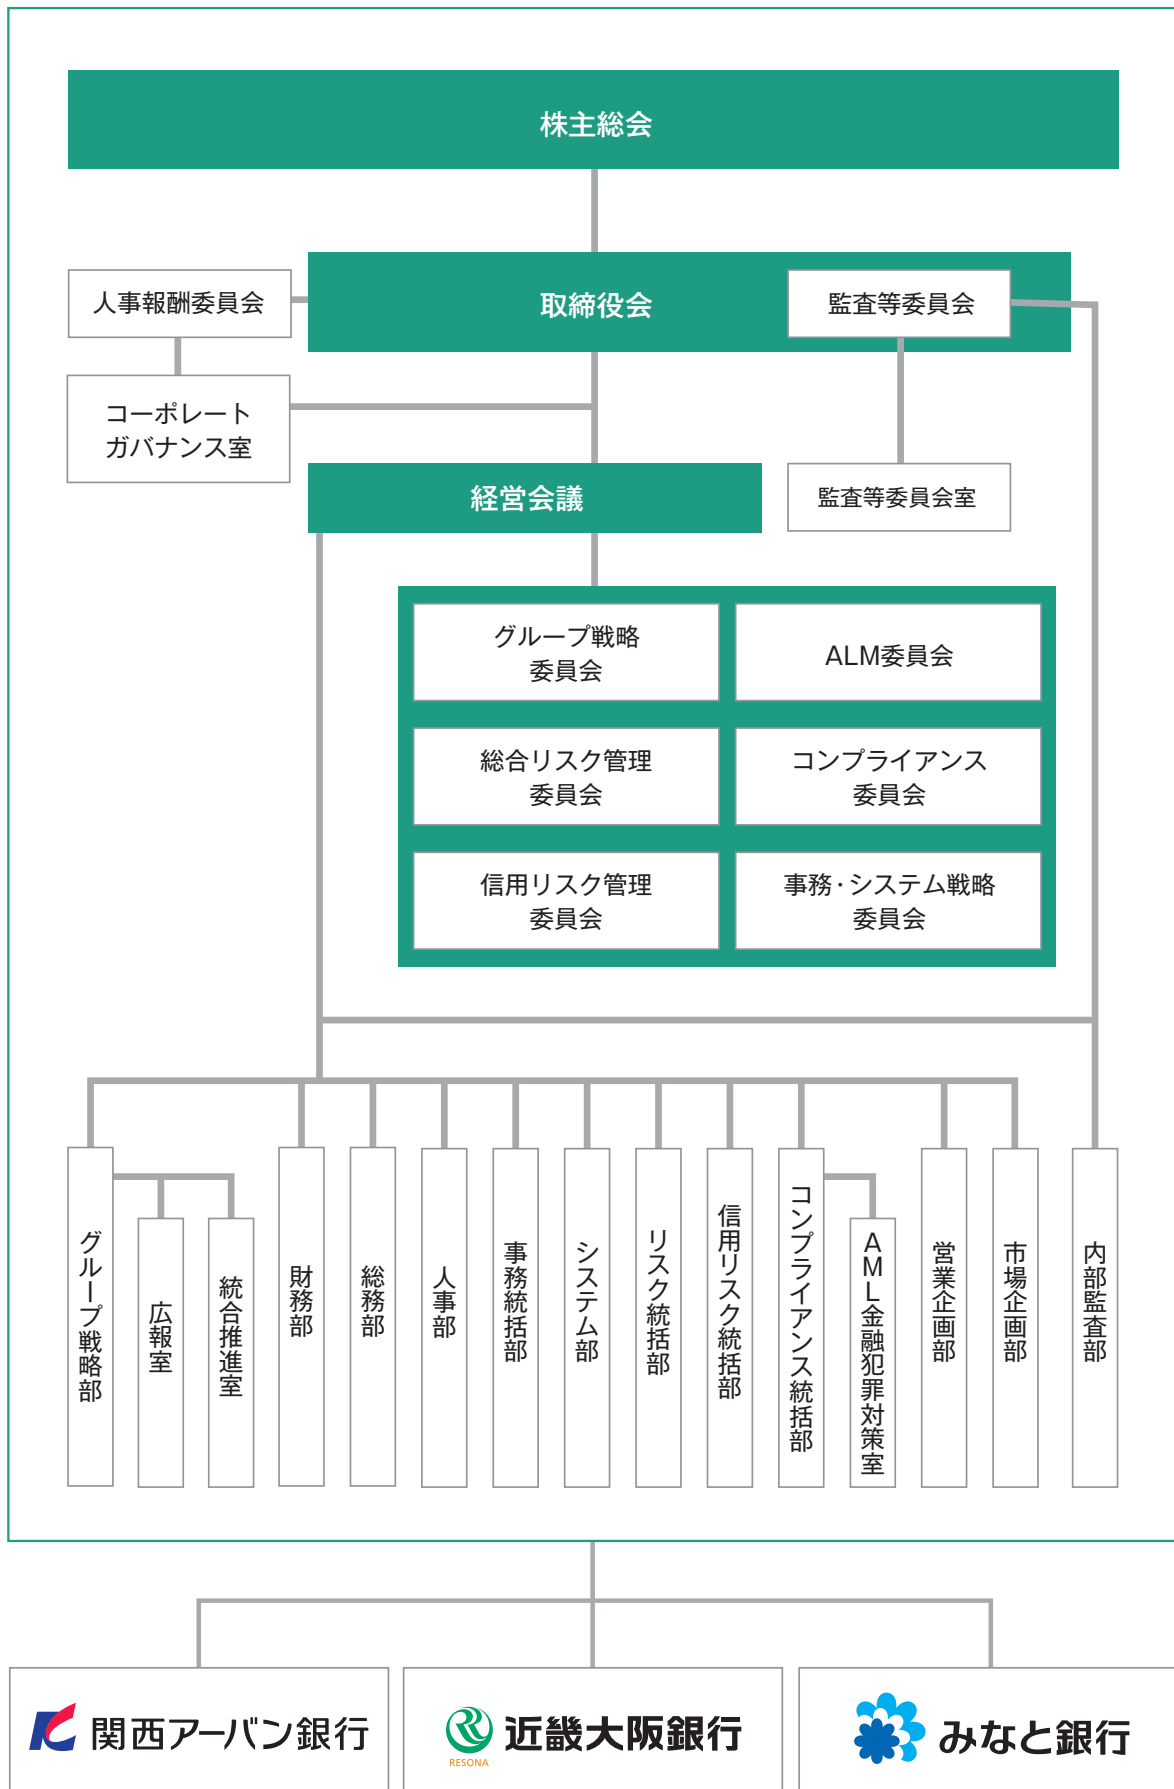 株主総会
人事報酬委員会
取締役会
監査等委員会
コーポレート
ガバナンス室
経営会議
監査等委員会室
グループ戦略
委員会
ALM委員会
総合リスク管理
委員会
コンプライアンス
委員会
信用リスク管理
委員会
事務・システム戦略
委員会
グループ戦略部
広報室
統合推進室
財務部
総務部
人事部
事務統括部
システム部
リスク統括部
信用リスク統括部
コンプライアンス統括部
AML金融犯罪対策室
営業企画部
市場企画部
内部監査部
関西アーバン銀行
RESONA
近畿大阪銀行
みなと銀行